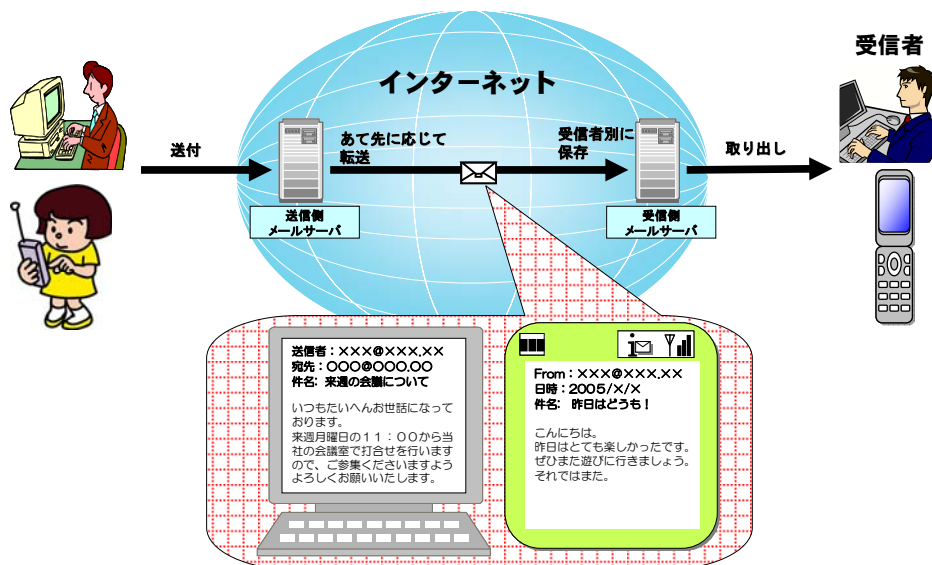 受信者
インターネット
送付
あて先に応じて
転送
受信者別に
保存
取り出し
送信側
メールサーバ
受信側
メールサーバ
送信者：×××@×××.××
宛先：○○○@○○○.○○
件名: 来週の会議について
いつもたいへんお世話になって
おります。
来週月曜日の１１：００から当
社の会議室で打合せを行います
ので、ご参集くださいますよう
よろしくお願いいたします。
i
From：×××@×××.××
日時：2005/×/×
件名:　昨日はどうも！
こんにちは。
昨日はとても楽しかったです。
ぜひまた遊びに行きましょう。
それではまた。